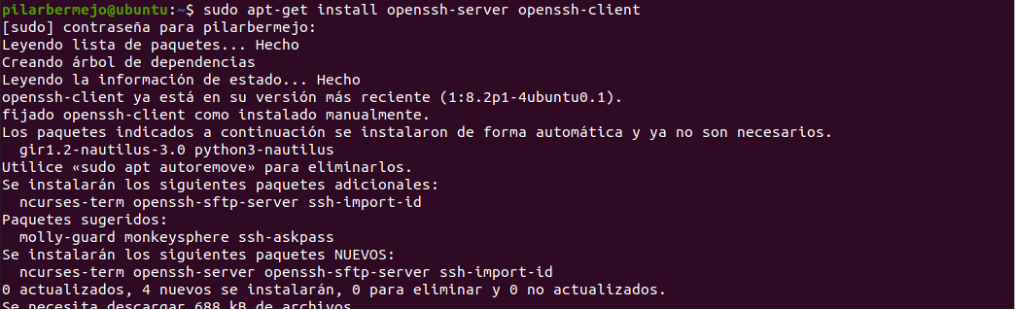 pilarbermejo@ubuntu:~$ sudo apt-get install openssh-server openssh-client
[sudo] contraseña para pilarbermejo:
Leyendo lista de paquetes... Hecho
Creando árbol de dependencias
Leyendo la información de estado... Hecho
openssh-client ya está en su versión más reciente (1:8.2p1-4ubuntu0.1).
fijado openssh-client como instalado manualmente.
Los paquetes indicados a continuación se instalaron de forma automática y ya no son necesarios.
  gir1.2-nautilus-3.0 python3-nautilus
Utilice «sudo apt autoremove» para eliminarlos.
Se instalarán los siguientes paquetes adicionales:
  ncurses-term openssh-sftp-server ssh-import-id
Paquetes sugeridos:
  molly-guard monkeysphere ssh-askpass
Se instalarán los siguientes paquetes NUEVOS:
  ncurses-term openssh-server openssh-sftp-server ssh-import-id
0 actualizados, 4 nuevos se instalarán, 0 para eliminar y 0 no actualizados.
Se necesita descargar 688 kB de archivos.